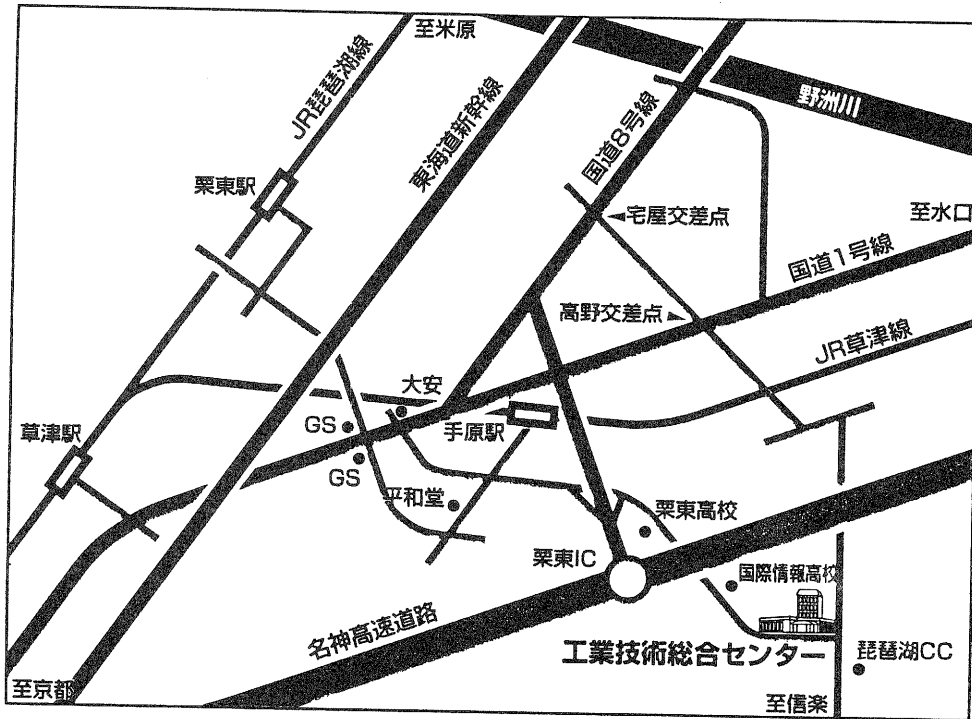 至米原
JR琵琶湖線
東海道新幹線
国道8号線
野洲川
栗東駅
宅屋交差点
至水口
国道1号線
高野交差点
JR草津線
大安
GS
手原駅
草津駅
GS
平和堂
栗東高校
栗東IC
国際情報高校
名神高速道路
工業技術総合センター
琵琶湖CC
至京都
至信楽